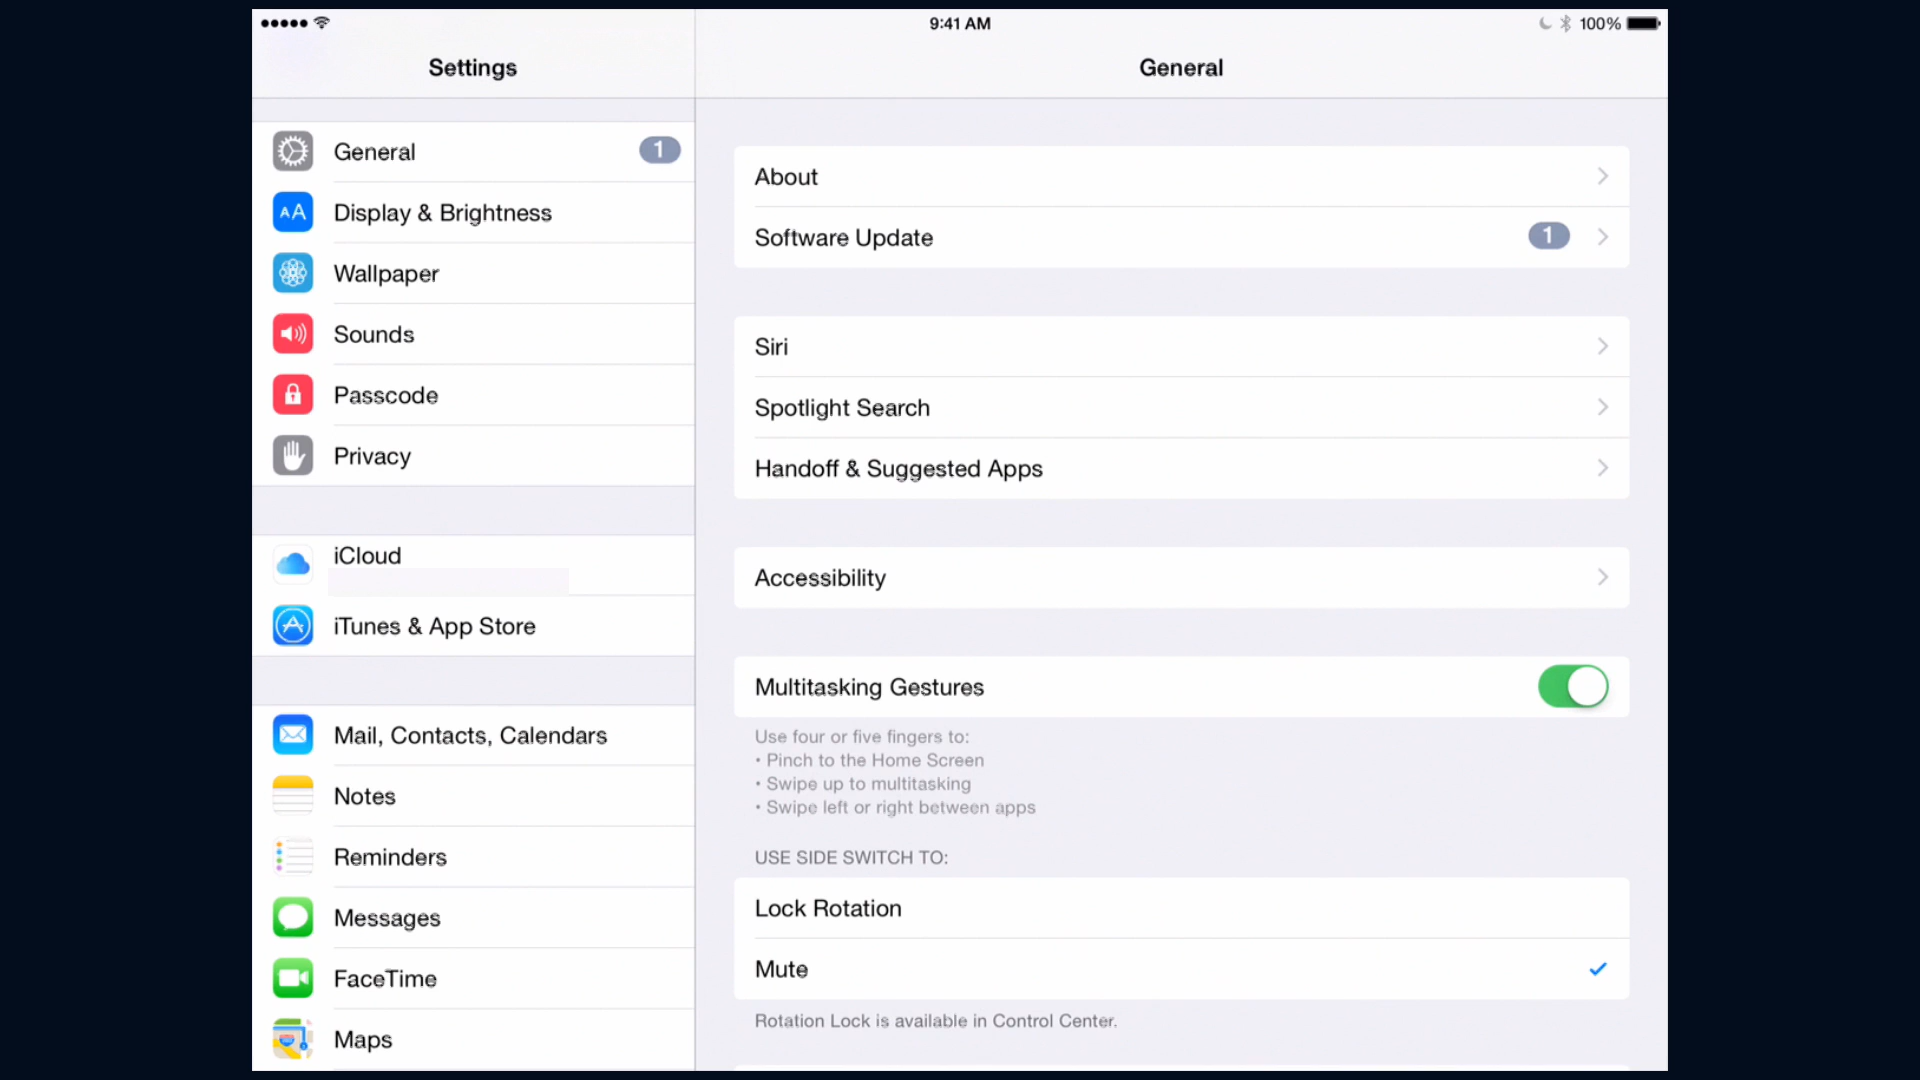 9:41 AM
100%
Settings
General
General
1
Display & Brightness
Wallpaper
Sounds
Passcode
Privacy
iCloud
iTunes & App Store
Mail, Contacts, Calendars
Notes
Reminders
Messages
FaceTime
Maps
About
Software Update
1
Siri
Spotlight Search
Handoff & Suggested Apps
Accessibility
Multitasking Gestures
Use four or five fingers to:
• Pinch to the Home Screen
• Swipe up to multitasking
• Swipe left or right between apps
USE SIDE SWITCH TO:
Lock Rotation
Mute
Rotation Lock is available in Control Center.